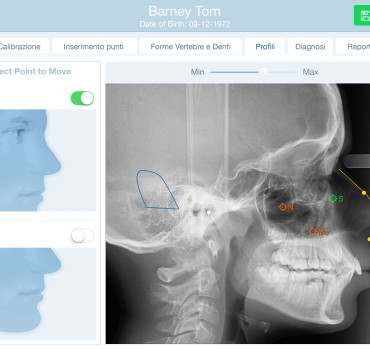 Barney Tom
Date of Birth: 09-12-1972
Calibrazione Inserimento punti Forme Vertebre e Denti Profili Diagnosi Report
ect Point to Move
Min Max
N
S